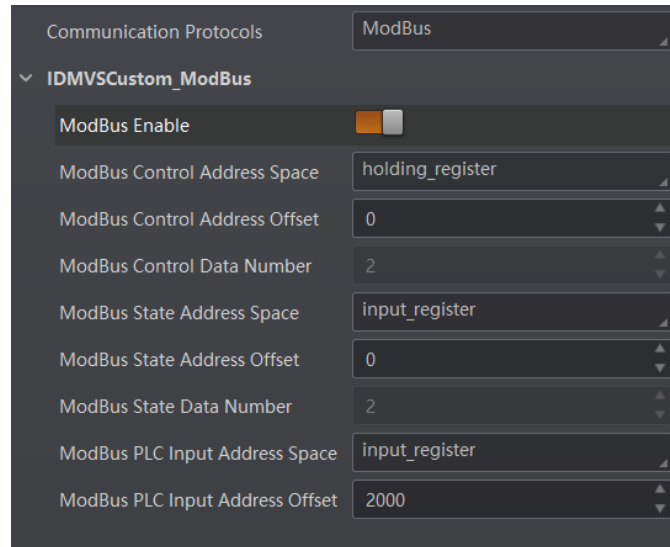 Communication Protocols ModBus
IDMVSCustom_ModBus
ModBus Enable
ModBus Control Address Space holding_register
ModBus Control Address Offset 0
ModBus Control Data Number 2
ModBus State Address Space input_register
ModBus State Address Offset 0
ModBus State Data Number 2
ModBus PLC Input Address Space input_register
ModBus PLC Input Address Offset 2000